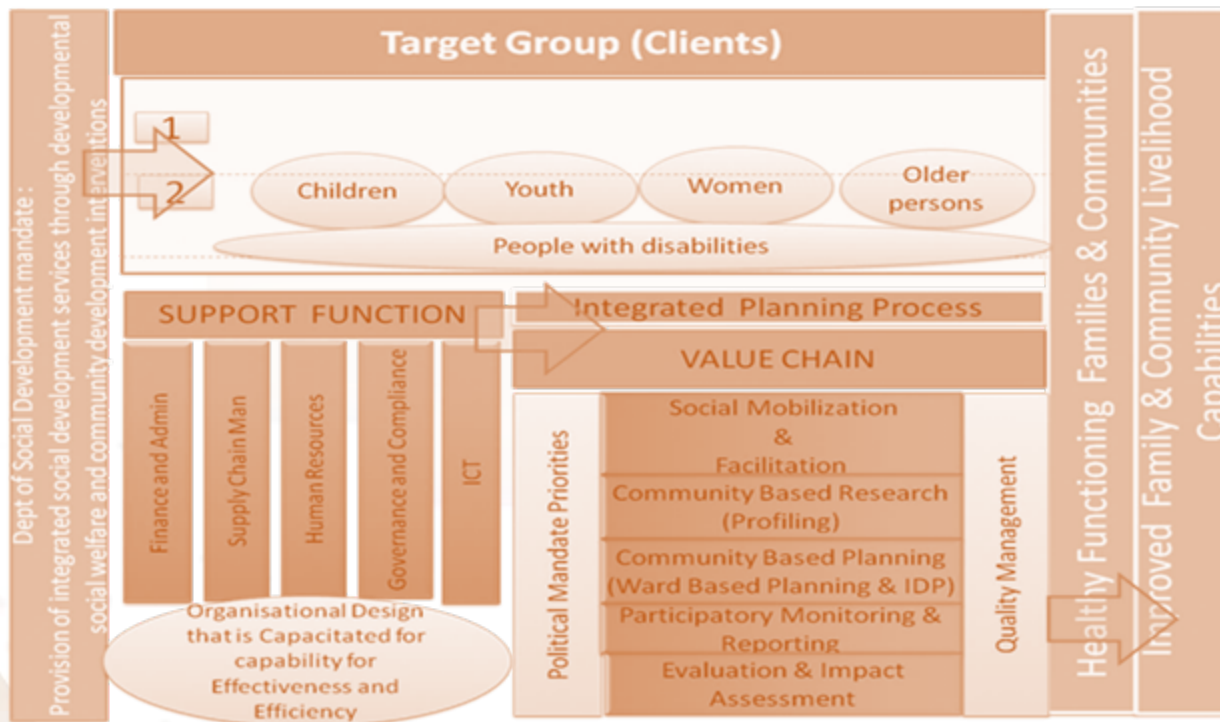 Dept of Social Development mandate :
Provision of integrated social development services through developmental
social welfare and community development interventions
Target Group (Clients)
1
2
Children
Youth
Women
Older
persons
People with disabilities
SUPPORT FUNCTION
Finance and Admin
Supply Chain Man
Human Resources
Governance and Compliance
ICT
Organisational Design
that is Capacitated for
capability for
Effectiveness and
Efficiency
Integrated Planning Process
VALUE CHAIN
Political Mandate Priorities
Social Mobilization
&
Facilitation
Community Based Research
(Profiling)
Community Based Planning
(Ward Based Planning & IDP)
Participatory Monitoring &
Reporting
Evaluation & Impact
Assessment
Quality Management
Healthy Functioning Families & Communities
Improved Family & Community Livelihood
Capabilities